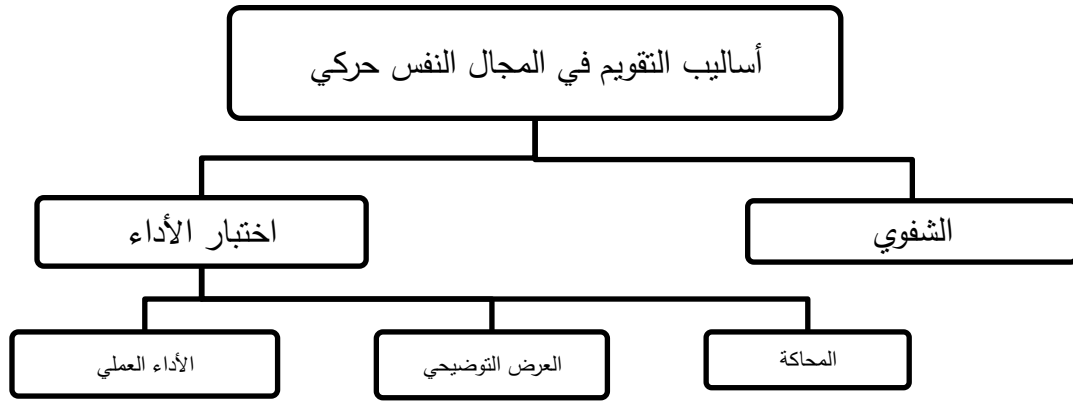 أساليب التقويم في المجال النفس حركي
الشفوي
اختبار الأداء
المحاكة
العرض التوضيحي
الأداء العملي